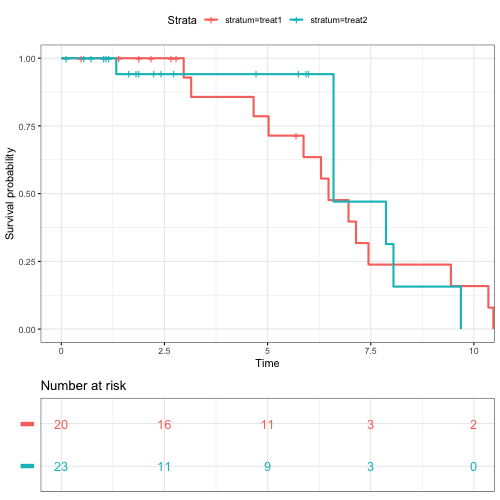 Strata stratum=treat1 stratum=treat2
1.00
0.75
0.50
0.25
0.00
Survival probability
0 2.5 5 7.5 10
Time
Number at risk
20 16 11 3 2
23 11 9 3 0